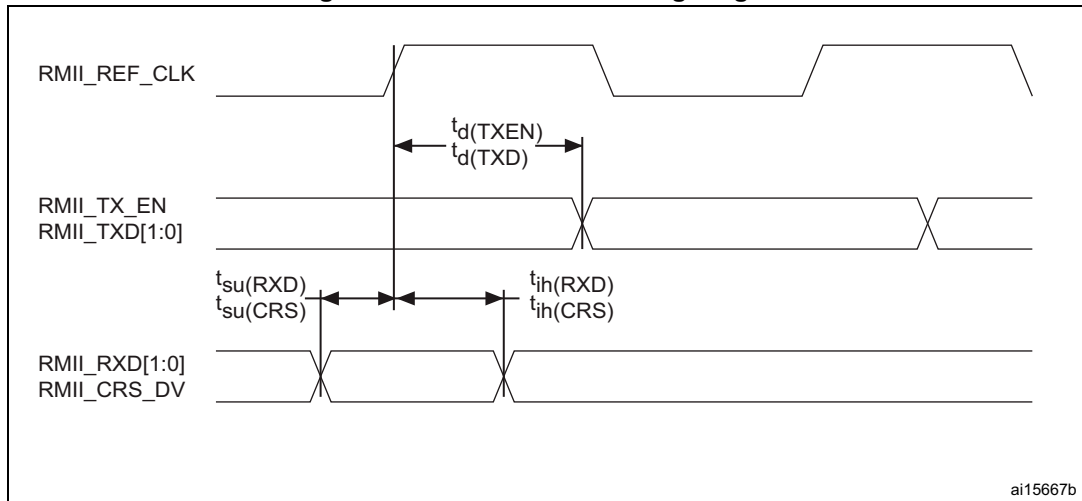 RMII_REF_CLK
td(TXEN)
td(TXD)
RMII_TX_EN
RMII_TXD[1:0]
tsu(RXD)
tsu(CRS)
tih(RXD)
tih(CRS)
RMII_RXD[1:0]
RMII_CRS_DV
ai15667b